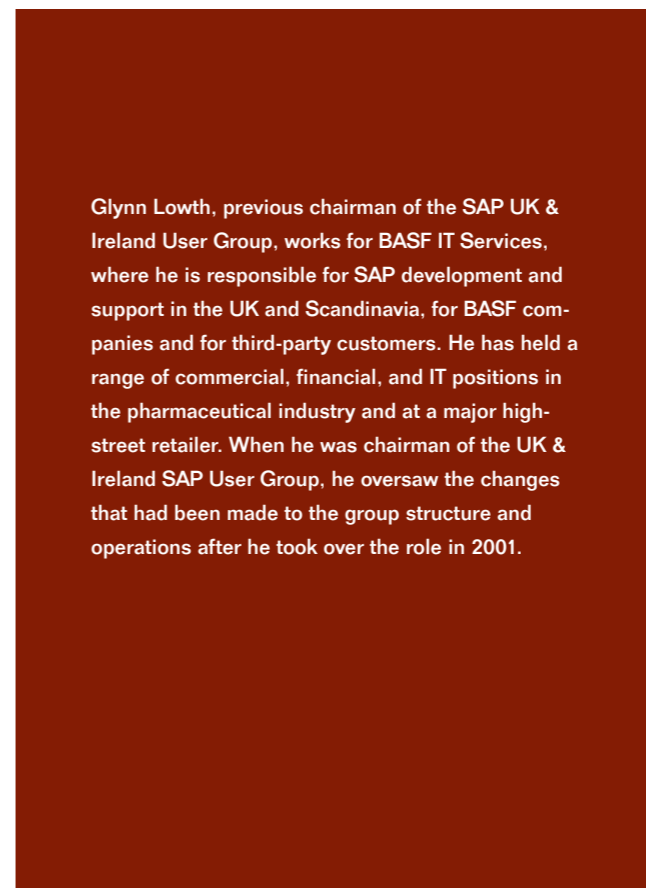 Glynn Lowth, previous chairman of the SAP UK &
Ireland User Group, works for BASF IT Services,
where he is responsible for SAP development and
support in the UK and Scandinavia, for BASF com-
panies and for third-party customers. He has held a
range of commercial, financial, and IT positions in
the pharmaceutical industry and at a major high-
street retailer. When he was chairman of the UK &
Ireland SAP User Group, he oversaw the changes
that had been made to the group structure and
operations after he took over the role in 2001.